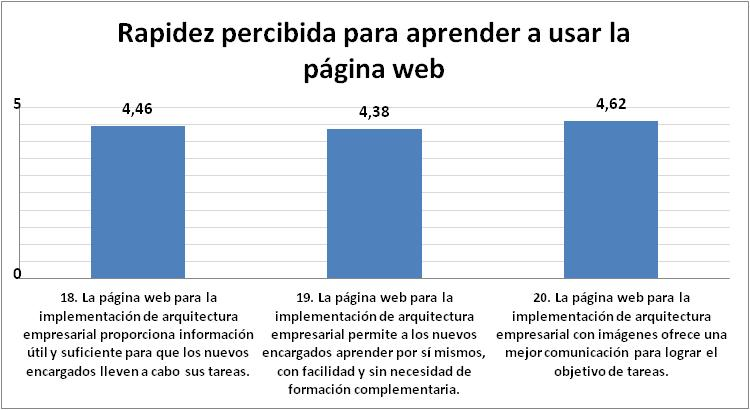 Rapidez percibida para aprender a usar la
página web
5
4,46
4,38
4,62
0
18. La página web para la
implementación de arquitectura
empresarial proporciona información
útil y suficiente para que los nuevos
encargados lleven a cabo sus tareas.
19. La página web para la
implementación de arquitectura
empresarial permite a los nuevos
encargados aprender por sí mismos,
con facilidad y sin necesidad de
formación complementaria.
20. La página web para la
implementación de arquitectura
empresarial con imágenes ofrece una
mejor comunicación para lograr el
objetivo de tareas.